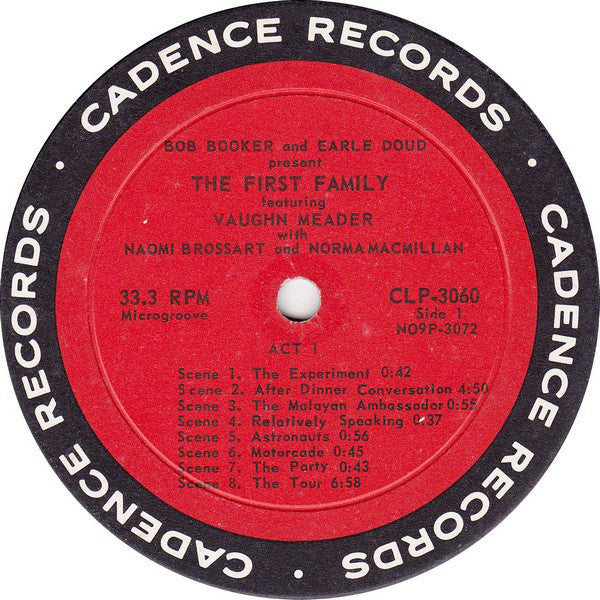 CADENCE RECORDS · CADENCE RECORDS · CADENCE RECORDS ·
BOB BOOKER and EARLE DOUD
present
THE FIRST FAMILY
featuring
VAUGHN MEADER
with
NAOMI BROSSART and NORMA MACMILLAN
33.3 RPM
Microgroove
CLP-3060
Side 1
NO9P-3072
ACT 1
Scene 1. The Experiment 0:42
Scene 2. After Dinner Conversation 4:50
Scene 3. The Malayan Ambassador 0:55
Scene 4. Relatively Speaking 0:37
Scene 5. Astronauts 0:56
Scene 6. Motorcade 0:45
Scene 7. The Party 0:43
Scene 8. The Tour 6:58